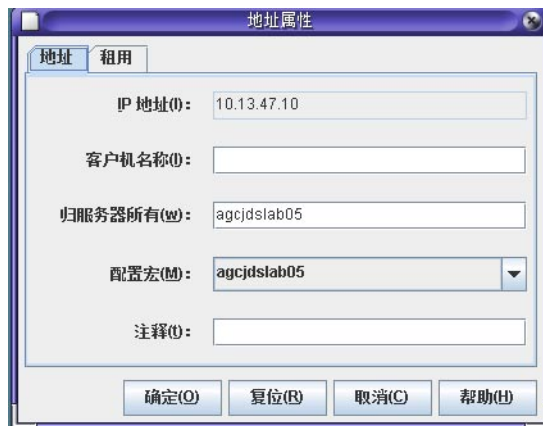 地址属性
地址 租用
IP 地址(I): 10.13.47.10
客户机名称(I):
归服务器所有(w): agcjdslab05
配置宏(M): agcjdslab05
注释(t):
确定(O) 复位(R) 取消(C) 帮助(H)